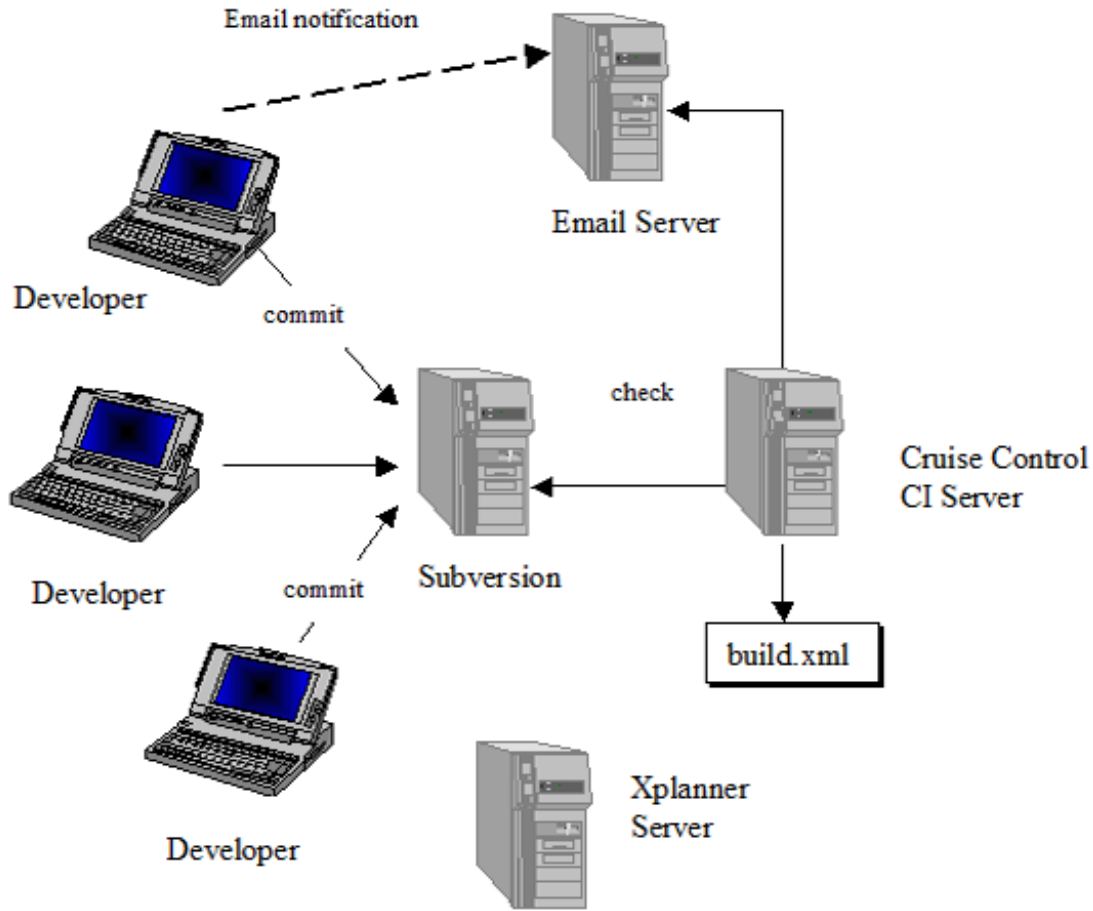 Email notification
Email Server
Developer
commit
check
Cruise Control
CI Server
Subversion
Developer
commit
build.xml
Xplanner
Server
Developer